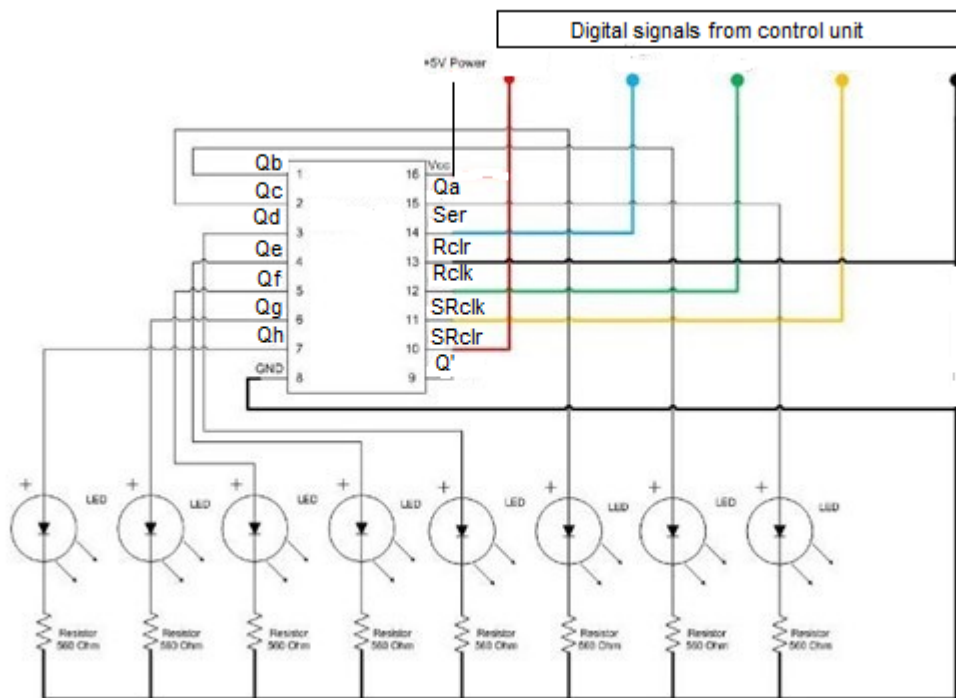 Digital signals from control unit
+5V Power
Qb 1 16 Vcc
Qc 2 15 Qa
Qd 3 14 Ser
Qe 4 13 Rclr
Qf 5 12 Rclk
Qg 6 11 SRclk
Qh 7 10 SRclr
GND 8 9 Q'
+ LED + LED + LED + LED + LED + LED + LED + LED
Resistor Resistor Resistor Resistor Resistor Resistor Resistor Resistor
560 Ohm 560 Ohm 560 Ohm 560 Ohm 560 Ohm 560 Ohm 560 Ohm 560 Ohm